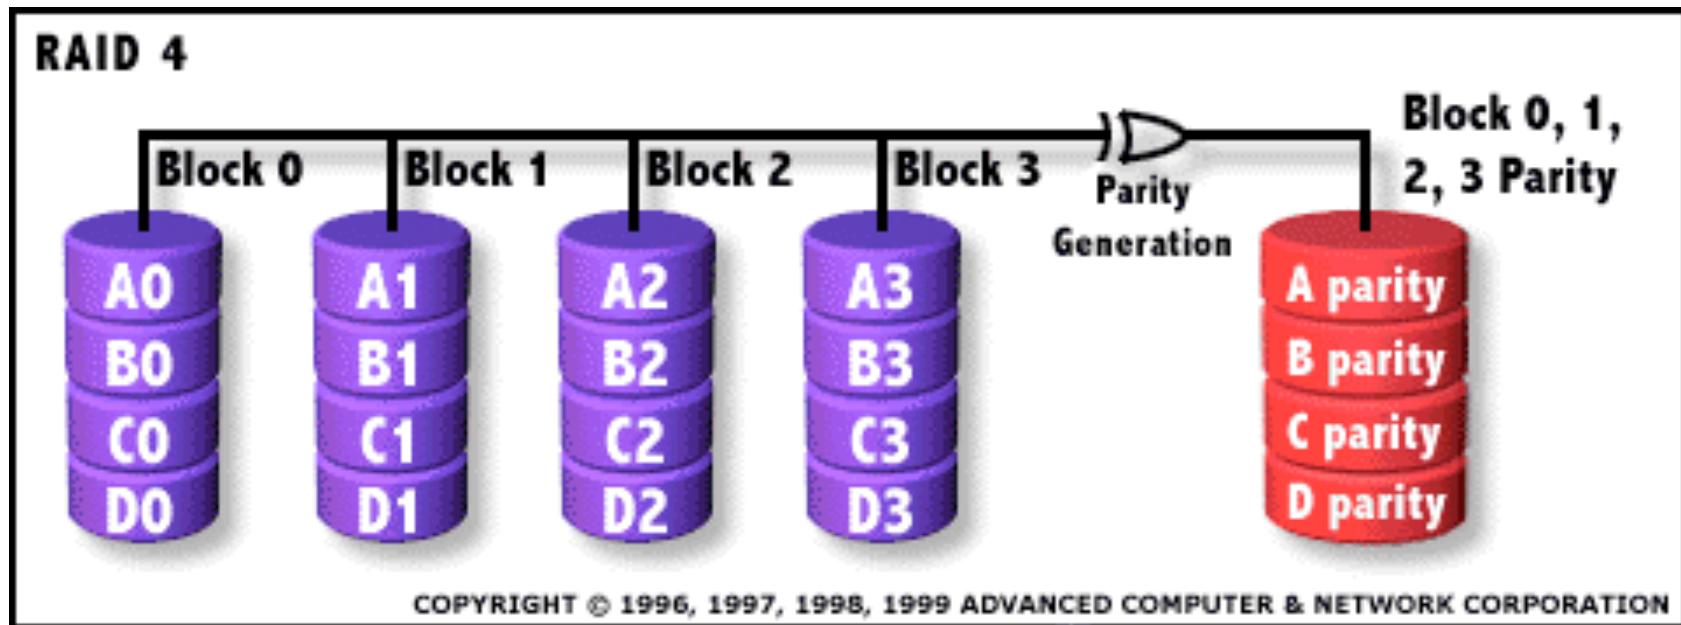 RAID 4
Block 0
Block 1
Block 2
Block 3
Parity
Generation
Block 0, 1,
2, 3 Parity
A0
B0
C0
D0
A1
B1
C1
D1
A2
B2
C2
D2
A3
B3
C3
D3
A parity
B parity
C parity
D parity
COPYRIGHT © 1996, 1997, 1998, 1999 ADVANCED COMPUTER & NETWORK CORPORATION